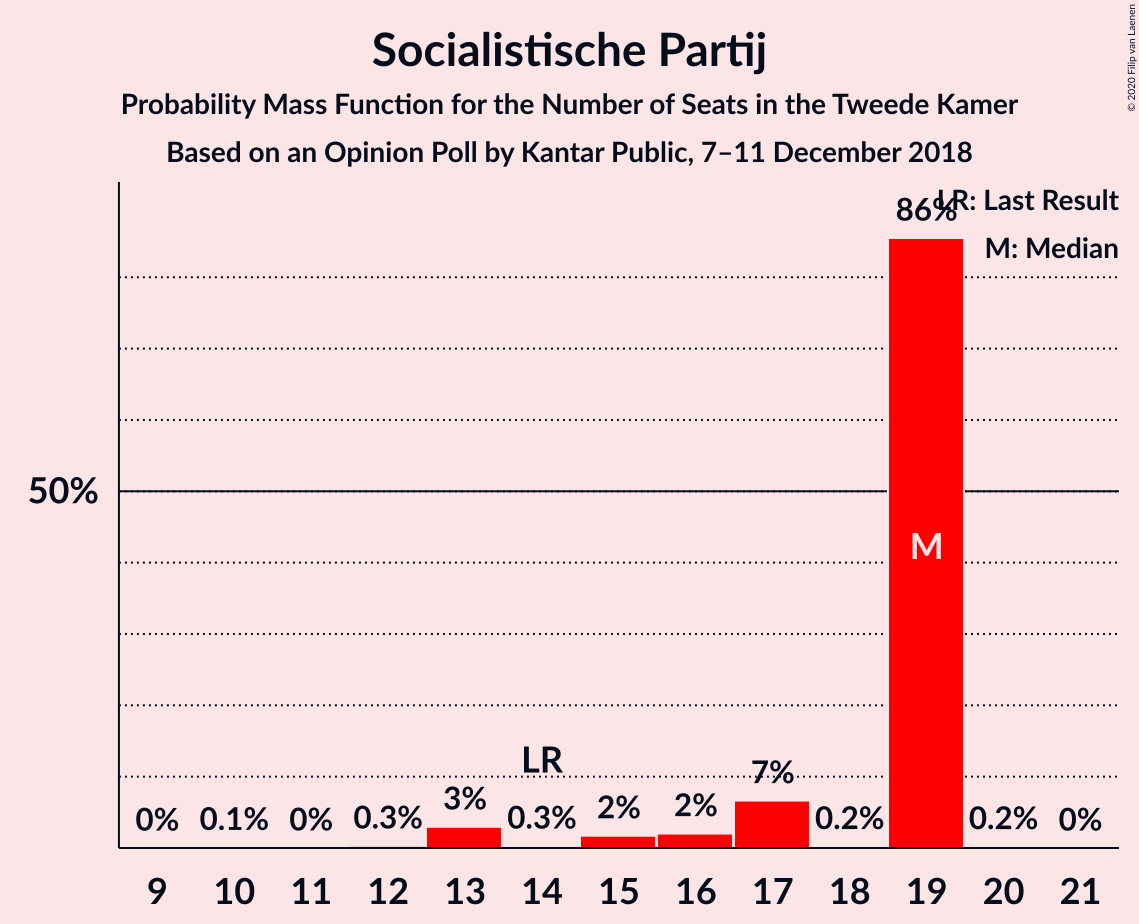 Socialistische Partij
Probability Mass Function for the Number of Seats in the Tweede Kamer
Based on an Opinion Poll by Kantar Public, 7–11 December 2018
© 2020 Filip van Laenen
LR: Last Result
M: Median
86%
50%
M
LR
0% 0.1% 0% 0.3% 3% 0.3% 2% 2% 7% 0.2% 0.2% 0%
9 10 11 12 13 14 15 16 17 18 19 20 21